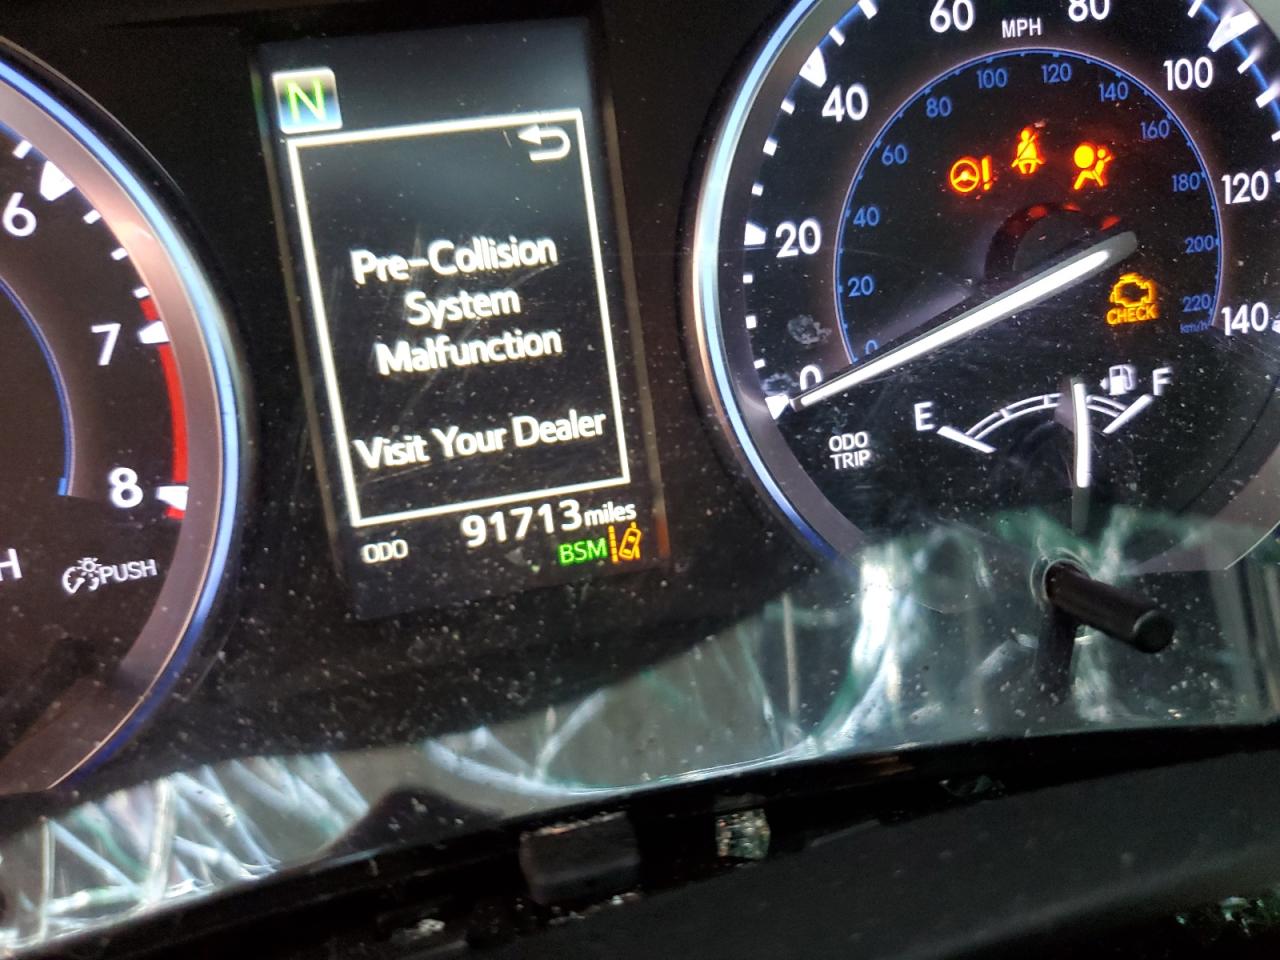 N
Pre-Collision
System
Malfunction
Visit Your Dealer
ODO 91713 miles
BSM
6
7
8
H
PUSH
MPH
0
20
40
60
80
100
120
140
0
20
40
60
80
100
120
140
160
180
200
220
km/h
CHECK
E
F
ODO
TRIP